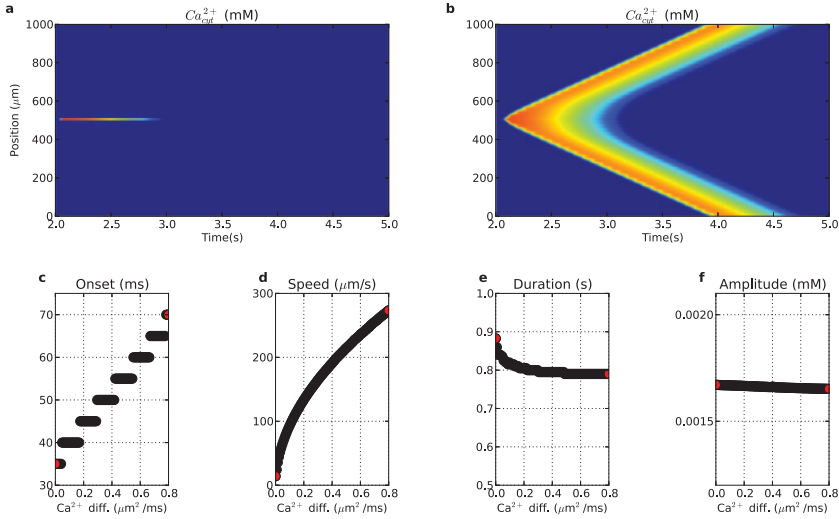 a
Ca²⁺cyt (mM)
1000
800
600
400
200
0
Position (μm)
2.0 2.5 3.0 3.5 4.0 4.5 5.0
Time(s)
b
Ca²⁺cyt (mM)
1000
800
600
400
200
0
2.0 2.5 3.0 3.5 4.0 4.5 5.0
Time(s)
c
Onset (ms)
70
60
50
40
30
0.0 0.2 0.4 0.6 0.8
Ca²⁺ diff. (μm² /ms)
d
Speed (μm/s)
300
200
100
0
0.0 0.2 0.4 0.6 0.8
Ca²⁺ diff. (μm² /ms)
e
Duration (s)
1.0
0.9
0.8
0.7
0.6
0.5
0.0 0.2 0.4 0.6 0.8
Ca²⁺ diff. (μm² /ms)
f
Amplitude (mM)
0.0020
0.0015
0.0 0.2 0.4 0.6 0.8
Ca²⁺ diff. (μm² /ms)